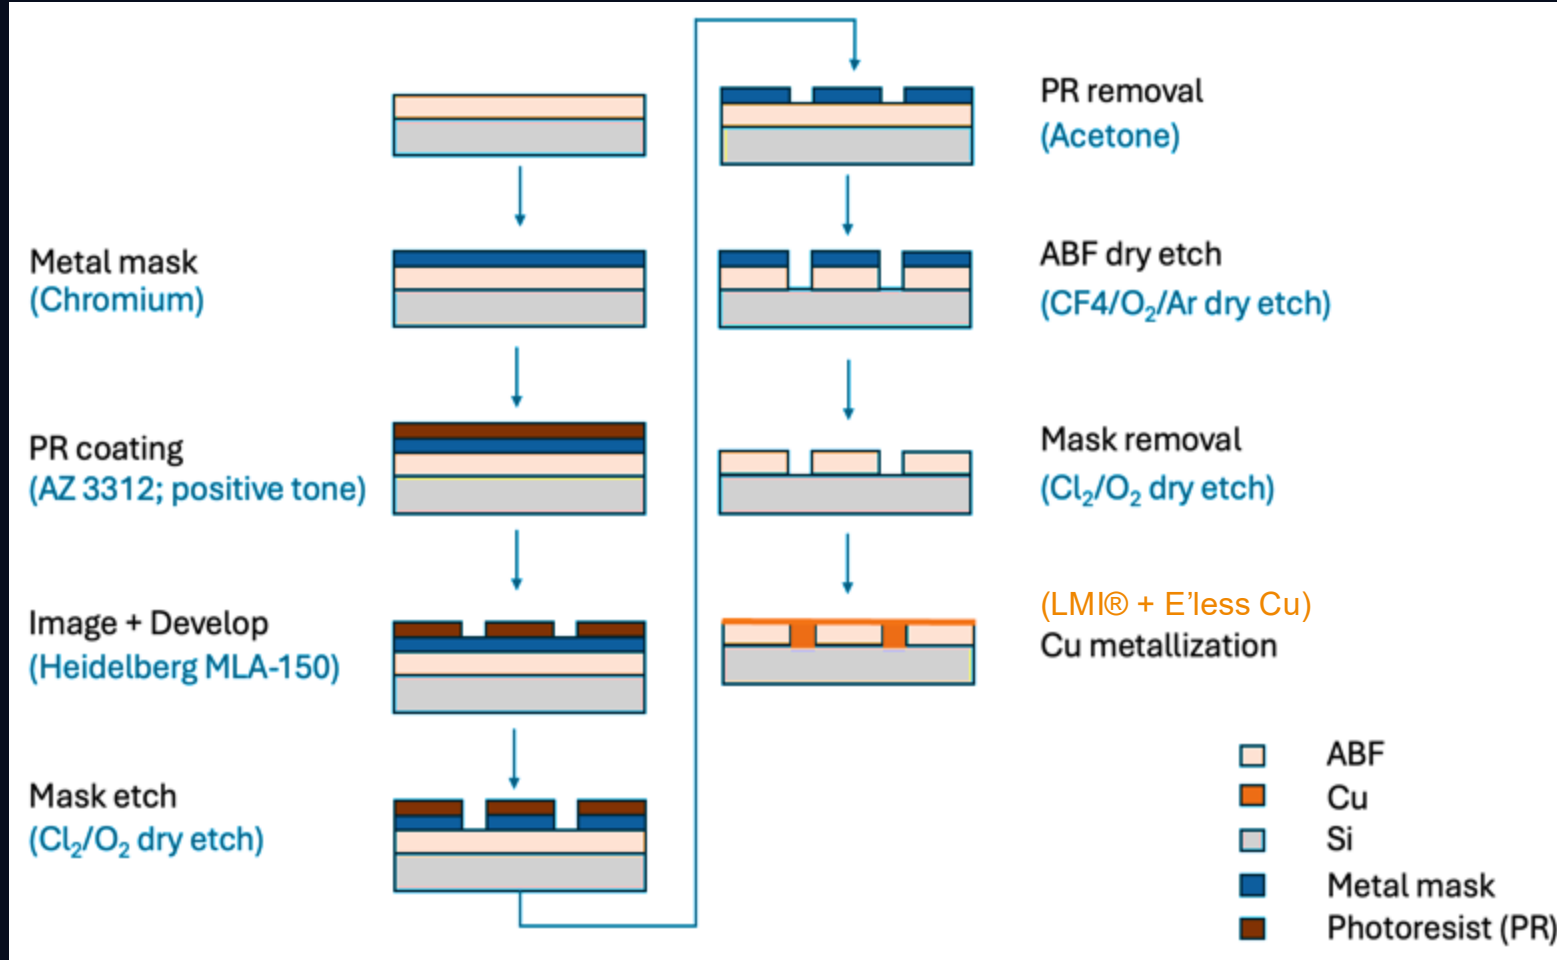 Metal mask
(Chromium)
PR coating
(AZ 3312; positive tone)
Image + Develop
(Heidelberg MLA-150)
Mask etch
(Cl₂/O₂ dry etch)
PR removal
(Acetone)
ABF dry etch
(CF4/O₂/Ar dry etch)
Mask removal
(Cl₂/O₂ dry etch)
(LMI® + E’less Cu)
Cu metallization
ABF
Cu
Si
Metal mask
Photoresist (PR)